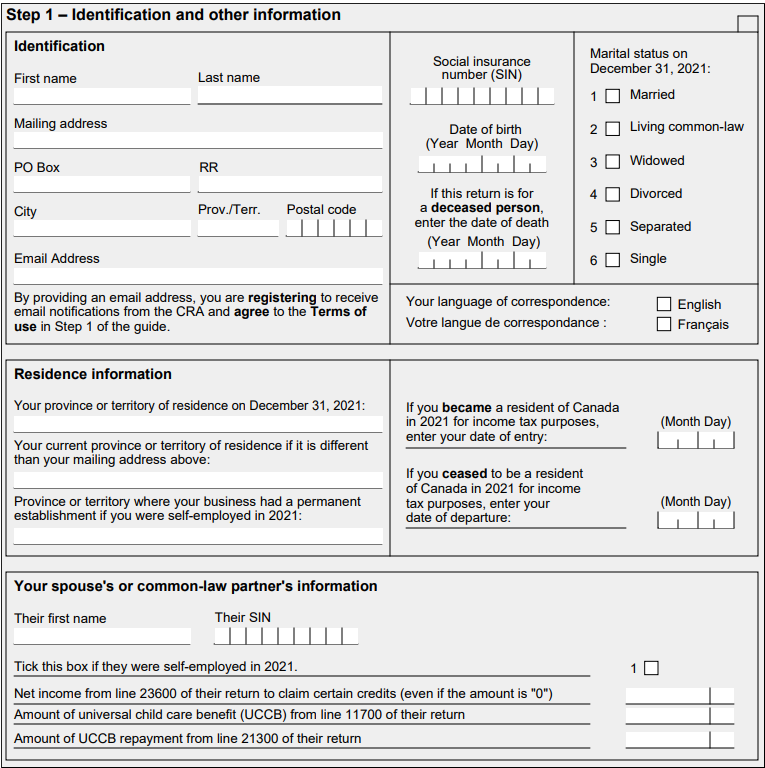 Step 1 – Identification and other information
Identification
First name
Last name
Mailing address
PO Box
RR
City
Prov./Terr.
Postal code
Email Address
By providing an email address, you are registering to receive
email notifications from the CRA and agree to the Terms of
use in Step 1 of the guide.
Social insurance
number (SIN)
Date of birth
(Year Month Day)
If this return is for
a deceased person,
enter the date of death
(Year Month Day)
Marital status on
December 31, 2021:
1 Married
2 Living common-law
3 Widowed
4 Divorced
5 Separated
6 Single
Your language of correspondence:
English
Votre langue de correspondance :
Français
Residence information
Your province or territory of residence on December 31, 2021:
Your current province or territory of residence if it is different
than your mailing address above:
Province or territory where your business had a permanent
establishment if you were self-employed in 2021:
If you became a resident of Canada
in 2021 for income tax purposes,
enter your date of entry:
(Month Day)
If you ceased to be a resident
of Canada in 2021 for income
tax purposes, enter your
date of departure:
(Month Day)
Your spouse's or common-law partner's information
Their first name
Their SIN
Tick this box if they were self-employed in 2021.
1
Net income from line 23600 of their return to claim certain credits (even if the amount is "0")
Amount of universal child care benefit (UCCB) from line 11700 of their return
Amount of UCCB repayment from line 21300 of their return